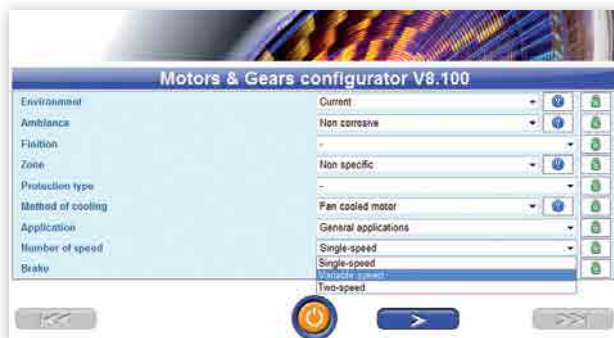 Motors & Gears configurator V8.100
Environment Current
Ambiance Non corrosive
Finition -
Zone Non specific
Protection type -
Method of cooling Fan cooled motor
Application General applications
Number of speed Single-speed
Single-speed
Brake
Variable speed
Two-speed